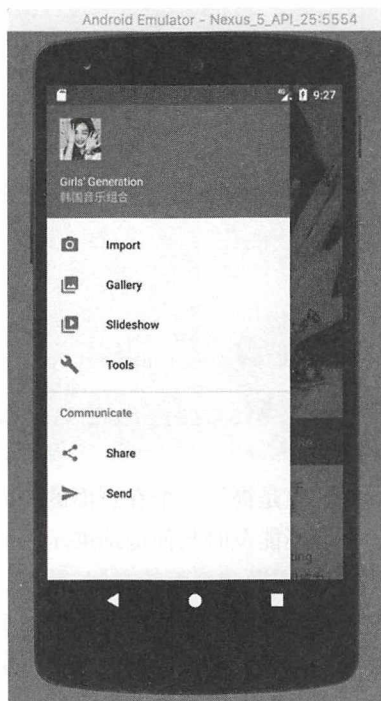 Android Emulator - Nexus_5_API_25:5554
4G
9:27
Girls' Generation
韩国音乐组合
Import
Gallery
Slideshow
Tools
Communicate
Share
Send